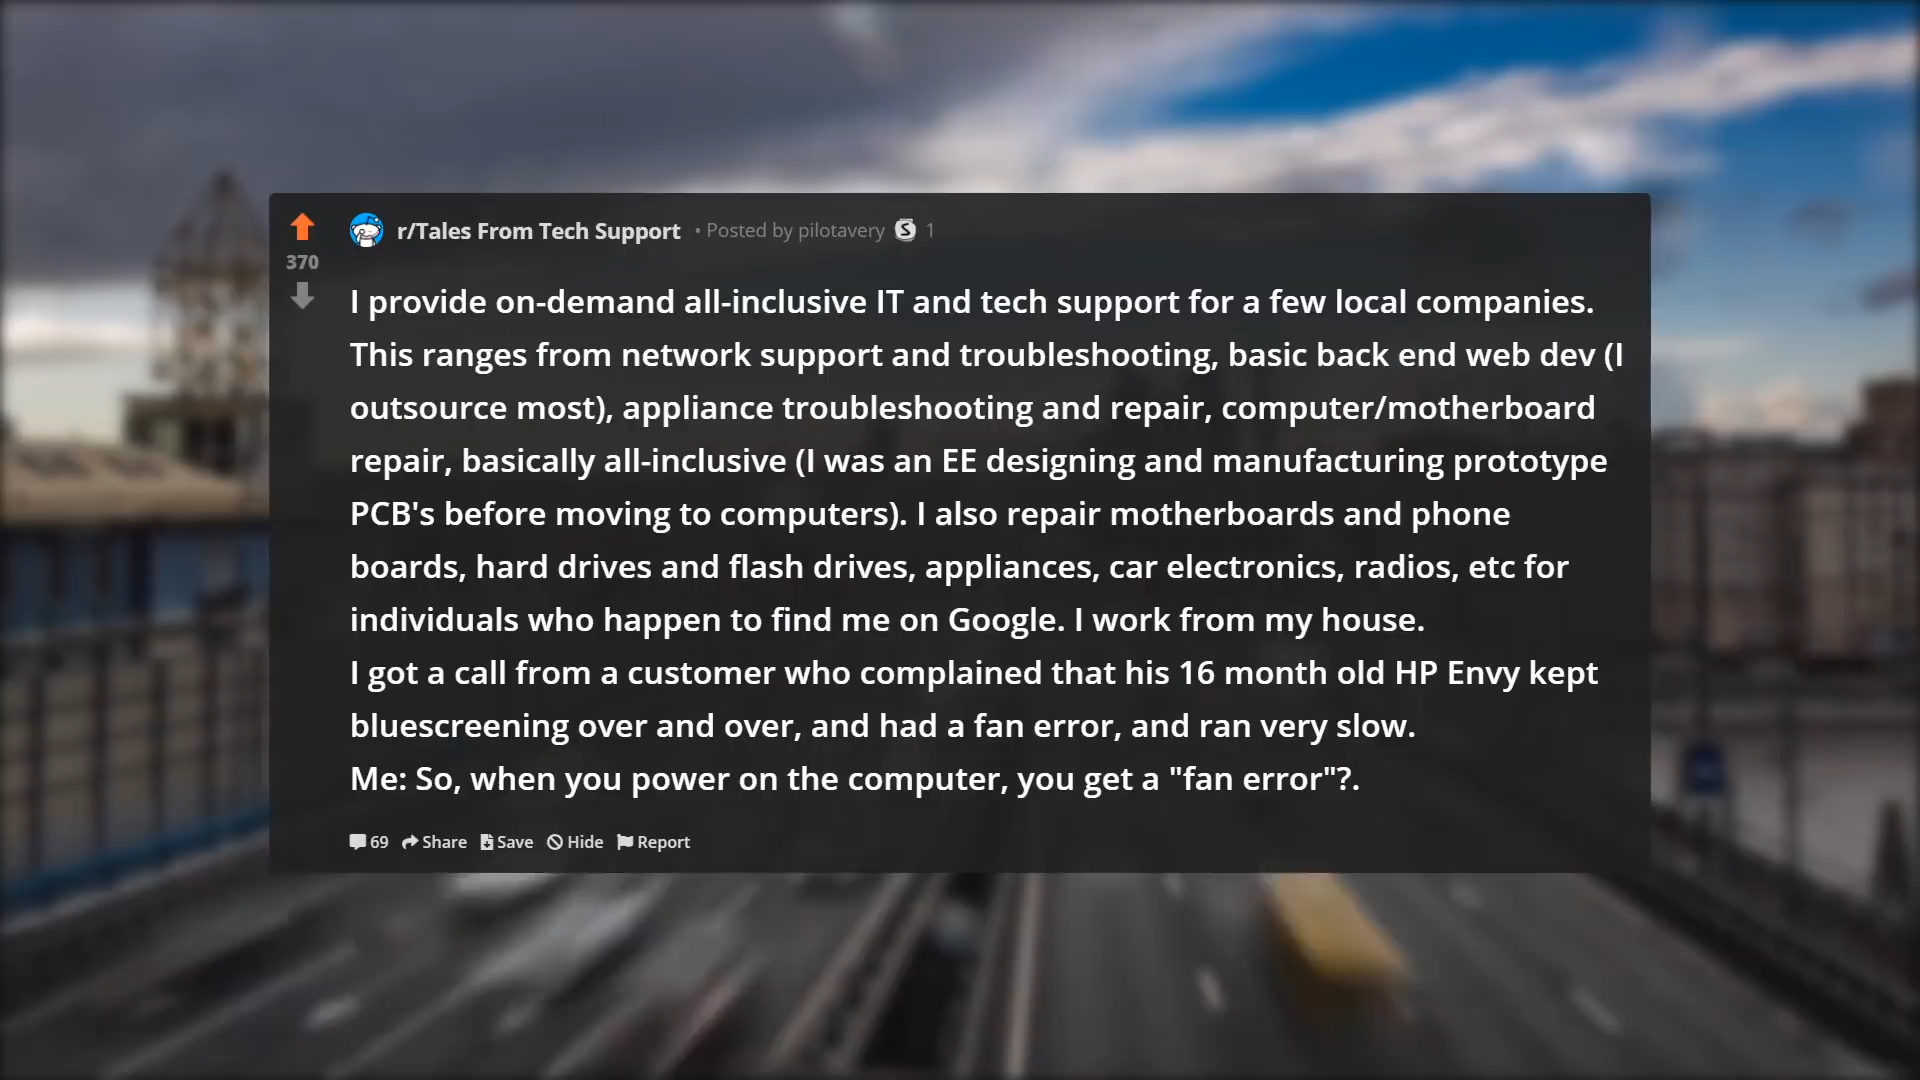 r/Tales From Tech Support • Posted by pilotavery S 1
370
I provide on-demand all-inclusive IT and tech support for a few local companies.
This ranges from network support and troubleshooting, basic back end web dev (I
outsource most), appliance troubleshooting and repair, computer/motherboard
repair, basically all-inclusive (I was an EE designing and manufacturing prototype
PCB's before moving to computers). I also repair motherboards and phone
boards, hard drives and flash drives, appliances, car electronics, radios, etc for
individuals who happen to find me on Google. I work from my house.
I got a call from a customer who complained that his 16 month old HP Envy kept
bluescreening over and over, and had a fan error, and ran very slow.
Me: So, when you power on the computer, you get a "fan error"?.
69 Share Save Hide Report